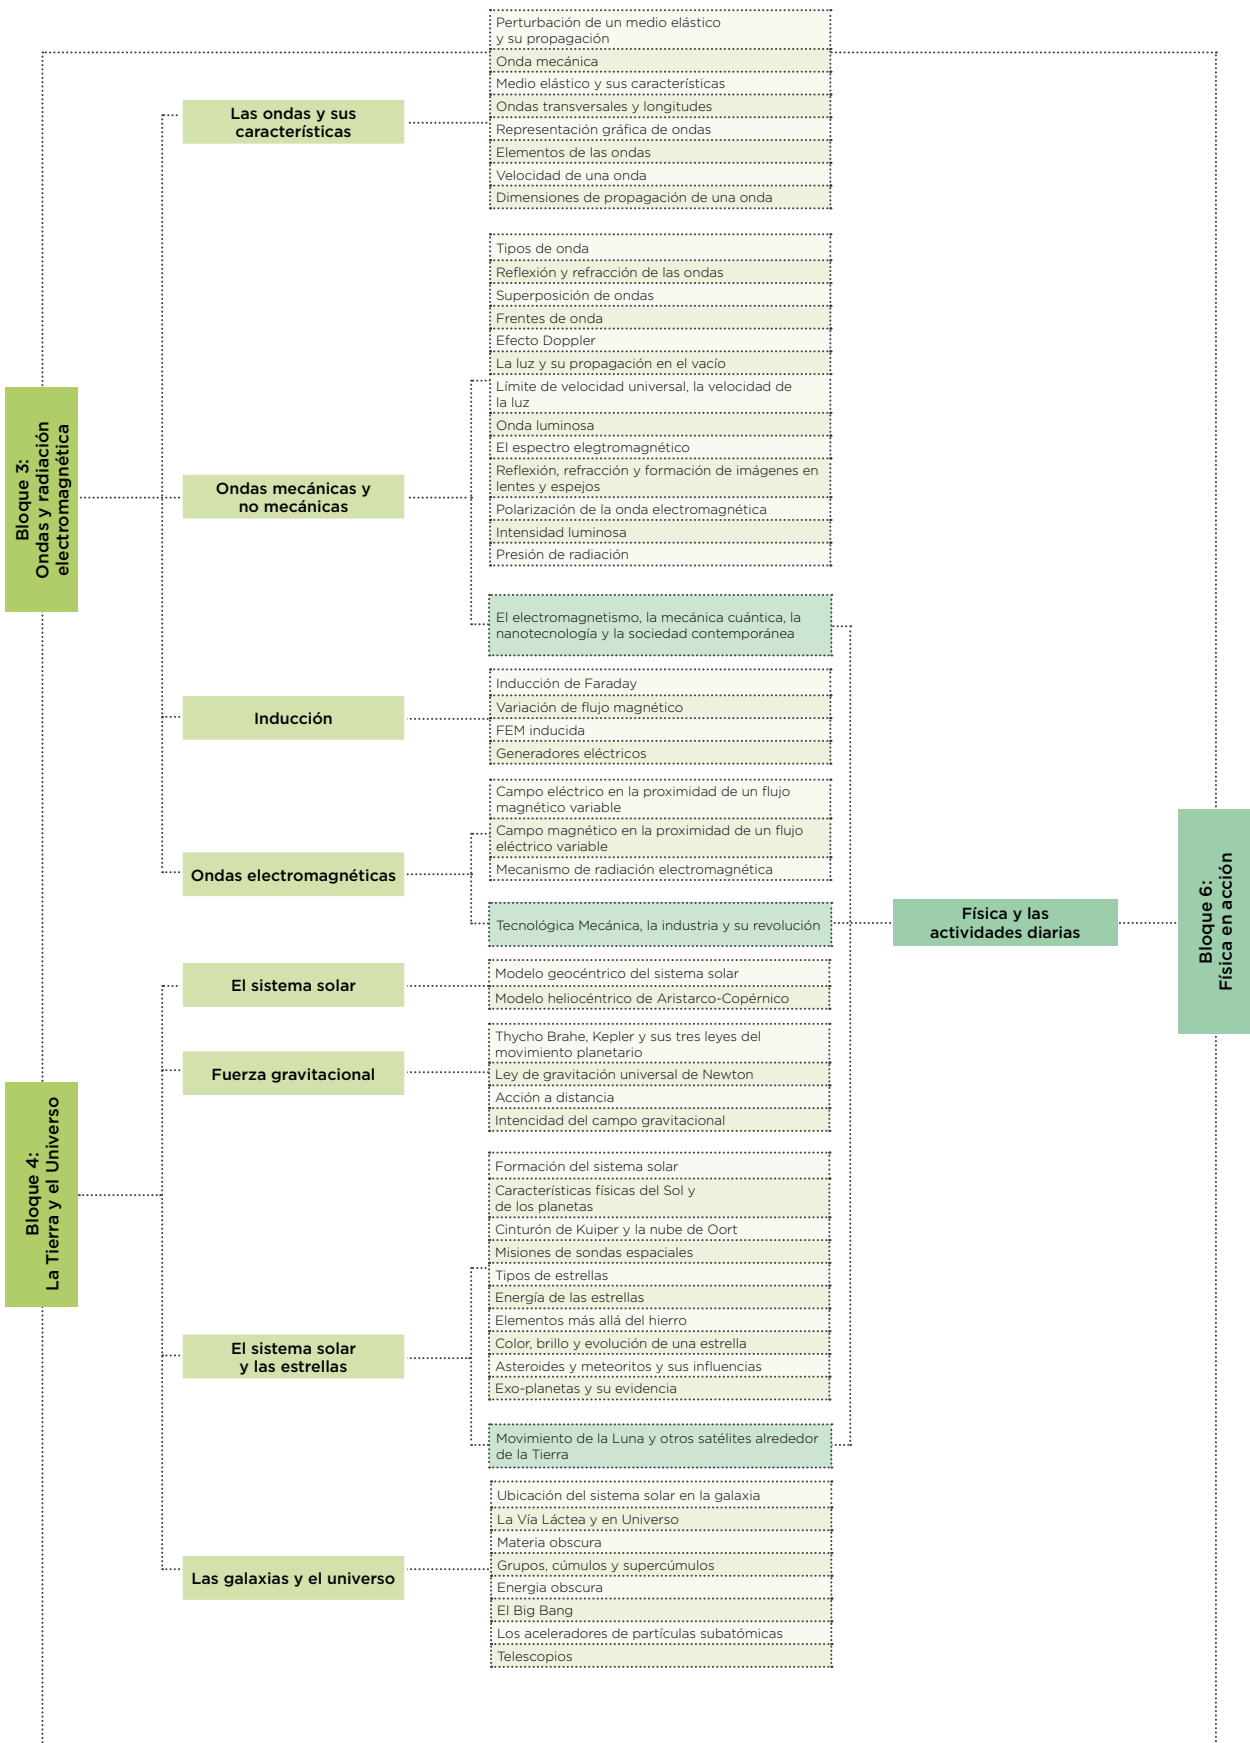 Bloque 3:
Ondas y radiación
electromagnética
Las ondas y sus
características
Perturbación de un medio elástico
y su propagación
Onda mecánica
Medio elástico y sus características
Ondas transversales y longitudes
Representación gráfica de ondas
Elementos de las ondas
Velocidad de una onda
Dimensiones de propagación de una onda
Ondas mecánicas y
no mecánicas
Tipos de onda
Reflexión y refracción de las ondas
Superposición de ondas
Frentes de onda
Efecto Doppler
La luz y su propagación en el vacío
Límite de velocidad universal, la velocidad de
la luz
Onda luminosa
El espectro elegtromagnético
Reflexión, refracción y formación de imágenes en
lentes y espejos
Polarización de la onda electromagnética
Intensidad luminosa
Presión de radiación
El electromagnetismo, la mecánica cuántica, la
nanotecnología y la sociedad contemporánea
Inducción
Inducción de Faraday
Variación de flujo magnético
FEM inducida
Generadores eléctricos
Ondas electromagnéticas
Campo eléctrico en la proximidad de un flujo
magnético variable
Campo magnético en la proximidad de un flujo
eléctrico variable
Mecanismo de radiación electromagnética
Tecnológica Mecánica, la industria y su revolución
Bloque 4:
La Tierra y el Universo
El sistema solar
Modelo geocéntrico del sistema solar
Modelo heliocéntrico de Aristarco-Copérnico
Fuerza gravitacional
Thycho Brahe, Kepler y sus tres leyes del
movimiento planetario
Ley de gravitación universal de Newton
Acción a distancia
Intencidad del campo gravitacional
El sistema solar
y las estrellas
Formación del sistema solar
Características físicas del Sol y
de los planetas
Cinturón de Kuiper y la nube de Oort
Misiones de sondas espaciales
Tipos de estrellas
Energía de las estrellas
Elementos más allá del hierro
Color, brillo y evolución de una estrella
Asteroides y meteoritos y sus influencias
Exo-planetas y su evidencia
Movimiento de la Luna y otros satélites alrededor
de la Tierra
Las galaxias y el universo
Ubicación del sistema solar en la galaxia
La Vía Láctea y en Universo
Materia obscura
Grupos, cúmulos y supercúmulos
Energia obscura
El Big Bang
Los aceleradores de partículas subatómicas
Telescopios
Física y las
actividades diarias
Bloque 6:
Física en acción